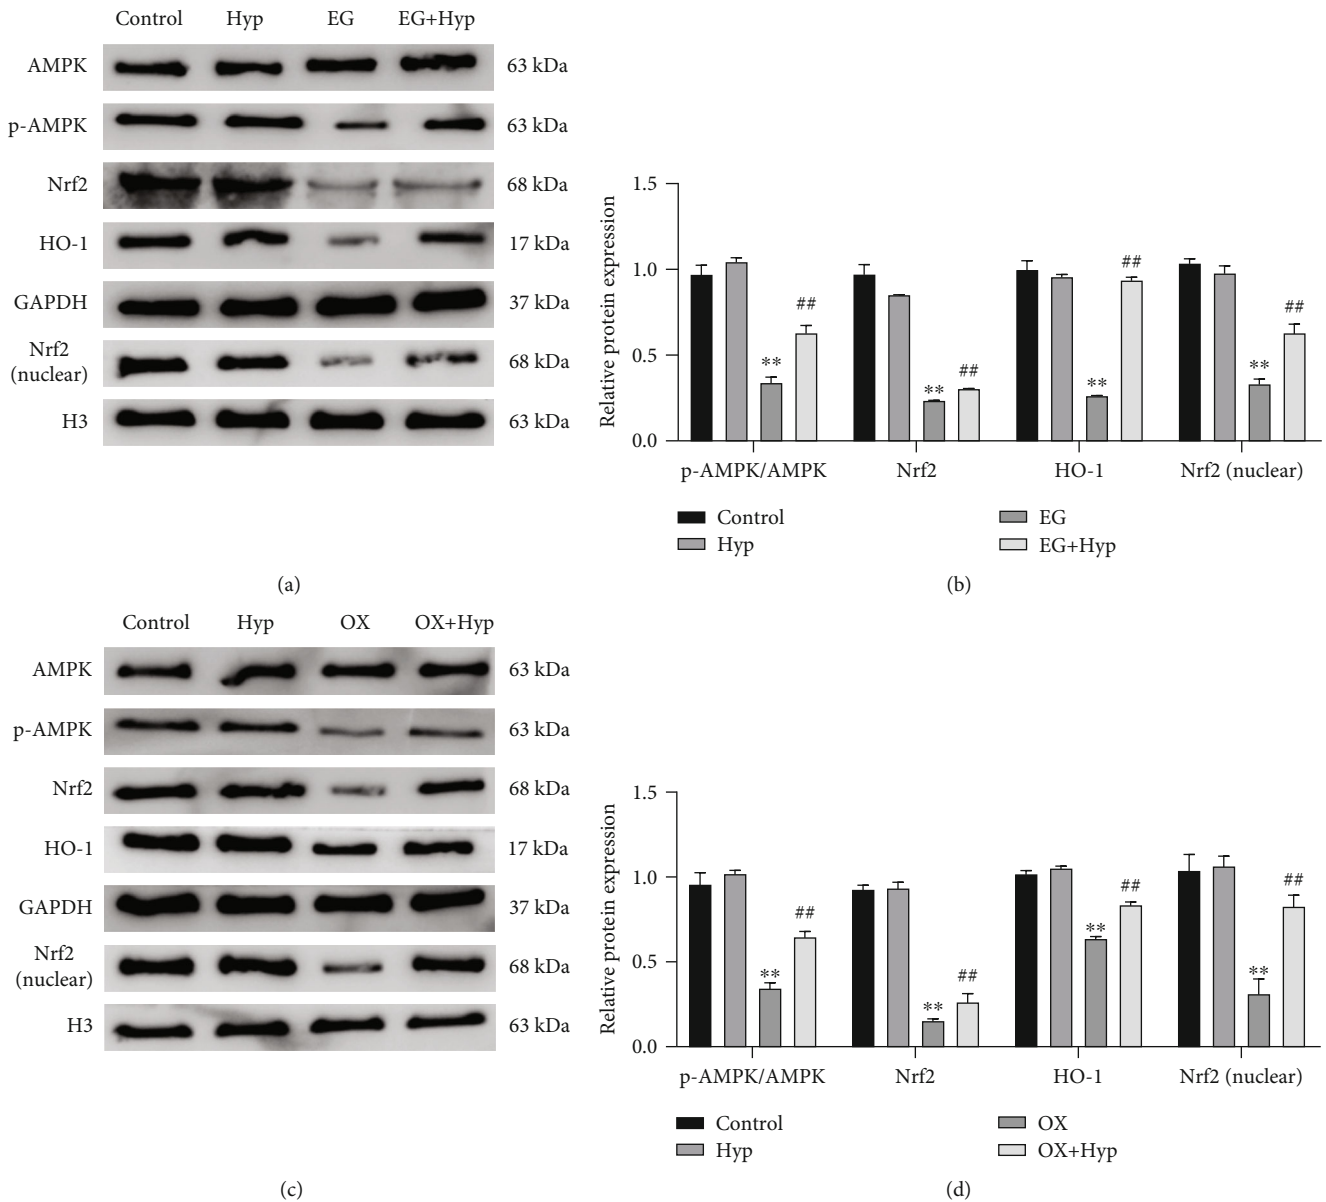 Control Hyp EG EG+Hyp
AMPK 63 kDa
p-AMPK 63 kDa
Nrf2 68 kDa
HO-1 17 kDa
GAPDH 37 kDa
Nrf2
(nuclear) 68 kDa
H3 63 kDa
(a)
Relative protein expression
1.5
1.0
0.5
0.0
** ## ** ## ** ## ** ##
p-AMPK/AMPK Nrf2 HO-1 Nrf2 (nuclear)
Control EG
Hyp EG+Hyp
(b)
Control Hyp OX OX+Hyp
AMPK 63 kDa
p-AMPK 63 kDa
Nrf2 68 kDa
HO-1 17 kDa
GAPDH 37 kDa
Nrf2
(nuclear) 68 kDa
H3 63 kDa
(c)
Relative protein expression
1.5
1.0
0.5
0.0
** ## ** ## ** ## ** ##
p-AMPK/AMPK Nrf2 HO-1 Nrf2 (nuclear)
Control OX
Hyp OX+Hyp
(d)